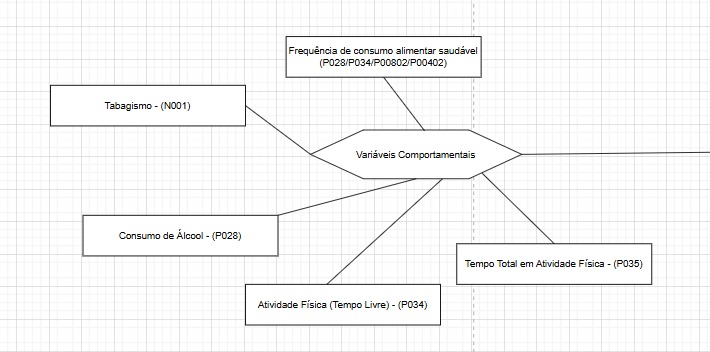 Frequência de consumo alimentar saudável
(P028/P034/P00802/P00402)
Tabagismo - (N001)
Variáveis Comportamentais
Consumo de Álcool - (P028)
Tempo Total em Atividade Física - (P035)
Atividade Física (Tempo Livre) - (P034)